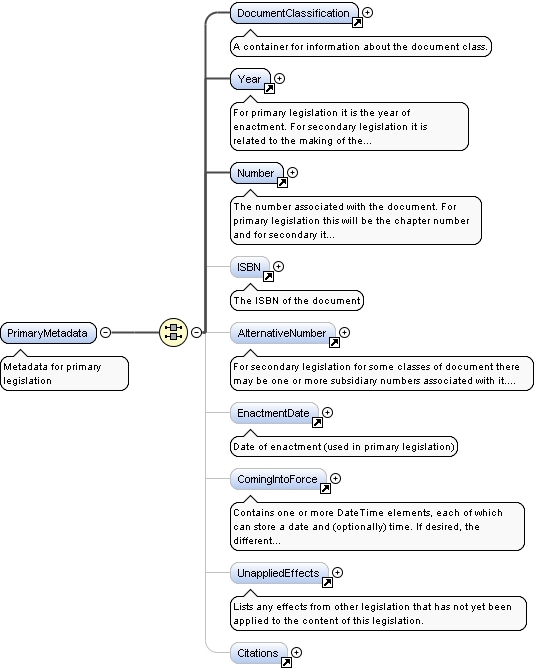 DocumentClassification
A container for information about the document class.
Year
For primary legislation it is the year of
enactment. For secondary legislation it is
related to the making of the...
Number
The number associated with the document. For
primary legislation this will be the chapter number
and for secondary it...
ISBN
The ISBN of the document
PrimaryMetadata
Metadata for primary
legislation
AlternativeNumber
For secondary legislation for some classes of document there
may be one or more subsidiary numbers associated with it....
EnactmentDate
Date of enactment (used in primary legislation)
ComingIntoForce
Contains one or more DateTime elements, each of which
can store a date and (optionally) time. If desired, the
different...
UnappliedEffects
Lists any effects from other legislation that has not yet been
applied to the content of this legislation.
Citations